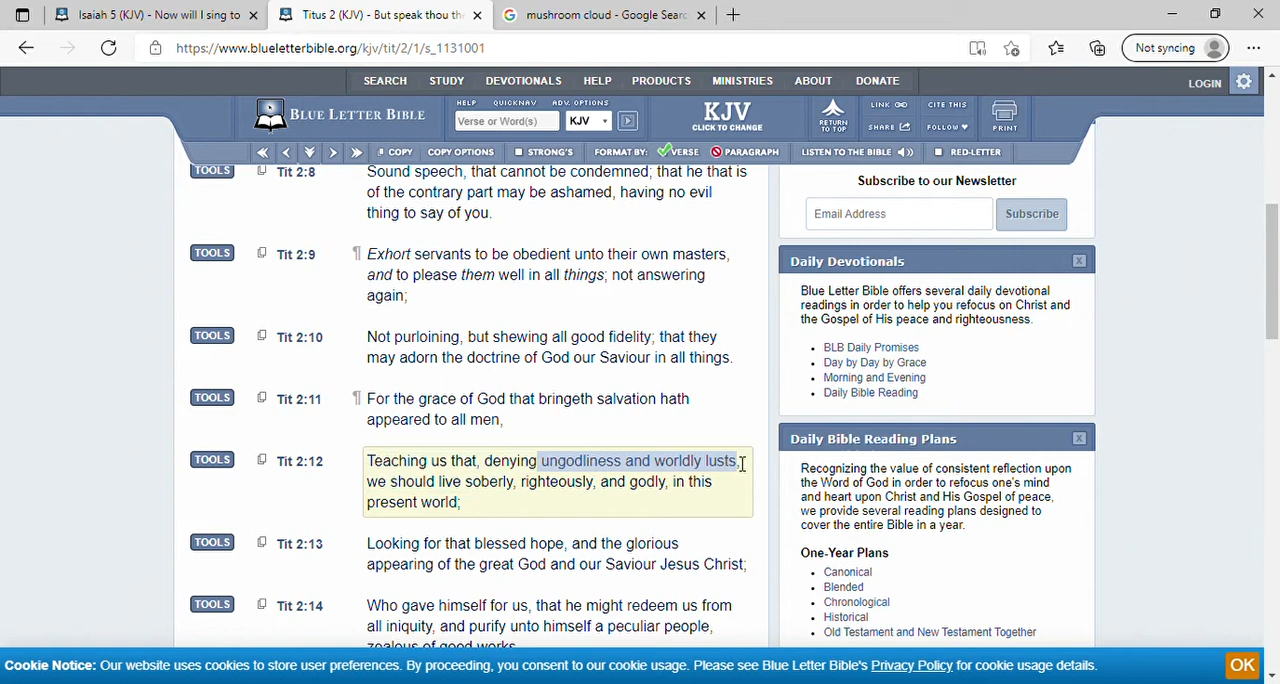 Isaiah 5 (KJV) - Now will I sing to
Titus 2 (KJV) - But speak thou the
mushroom cloud - Google Sear
https://www.blueletterbible.org/kjv/tit/2/1/s_1131001
Not syncing
SEARCH STUDY DEVOTIONALS HELP PRODUCTS MINISTRIES ABOUT DONATE
LOGIN
BLUE LETTER BIBLE
HELP QUICKNAV ADV. OPTIONS
Verse or Word(s)
KJV
KJV
CLICK TO CHANGE
RETURN
TO TOP
LINK CITE THIS
SHARE FOLLOW
PRINT
COPY COPY OPTIONS STRONG'S FORMAT BY: VERSE PARAGRAPH LISTEN TO THE BIBLE RED-LETTER
TOOLS Tit 2:8 Sound speech, that cannot be condemned; that he that is
of the contrary part may be ashamed, having no evil
thing to say of you.
TOOLS Tit 2:9 ¶ Exhort servants to be obedient unto their own masters,
and to please them well in all things; not answering
again;
TOOLS Tit 2:10 Not purloining, but shewing all good fidelity; that they
may adorn the doctrine of God our Saviour in all things.
TOOLS Tit 2:11 ¶ For the grace of God that bringeth salvation hath
appeared to all men,
TOOLS Tit 2:12 Teaching us that, denying ungodliness and worldly lusts,
we should live soberly, righteously, and godly, in this
present world;
TOOLS Tit 2:13 Looking for that blessed hope, and the glorious
appearing of the great God and our Saviour Jesus Christ;
TOOLS Tit 2:14 Who gave himself for us, that he might redeem us from
all iniquity, and purify unto himself a peculiar people,
zealous of good works.
Subscribe to our Newsletter
Email Address
Subscribe
Daily Devotionals
Blue Letter Bible offers several daily devotional
readings in order to help you refocus on Christ and
the Gospel of His peace and righteousness.
BLB Daily Promises
Day by Day by Grace
Morning and Evening
Daily Bible Reading
Daily Bible Reading Plans
Recognizing the value of consistent reflection upon
the Word of God in order to refocus one's mind
and heart upon Christ and His Gospel of peace,
we provide several reading plans designed to
cover the entire Bible in a year.
One-Year Plans
Canonical
Blended
Chronological
Historical
Old Testament and New Testament Together
Cookie Notice: Our website uses cookies to store user preferences. By proceeding, you consent to our cookie usage. Please see Blue Letter Bible's Privacy Policy for cookie usage details.
OK